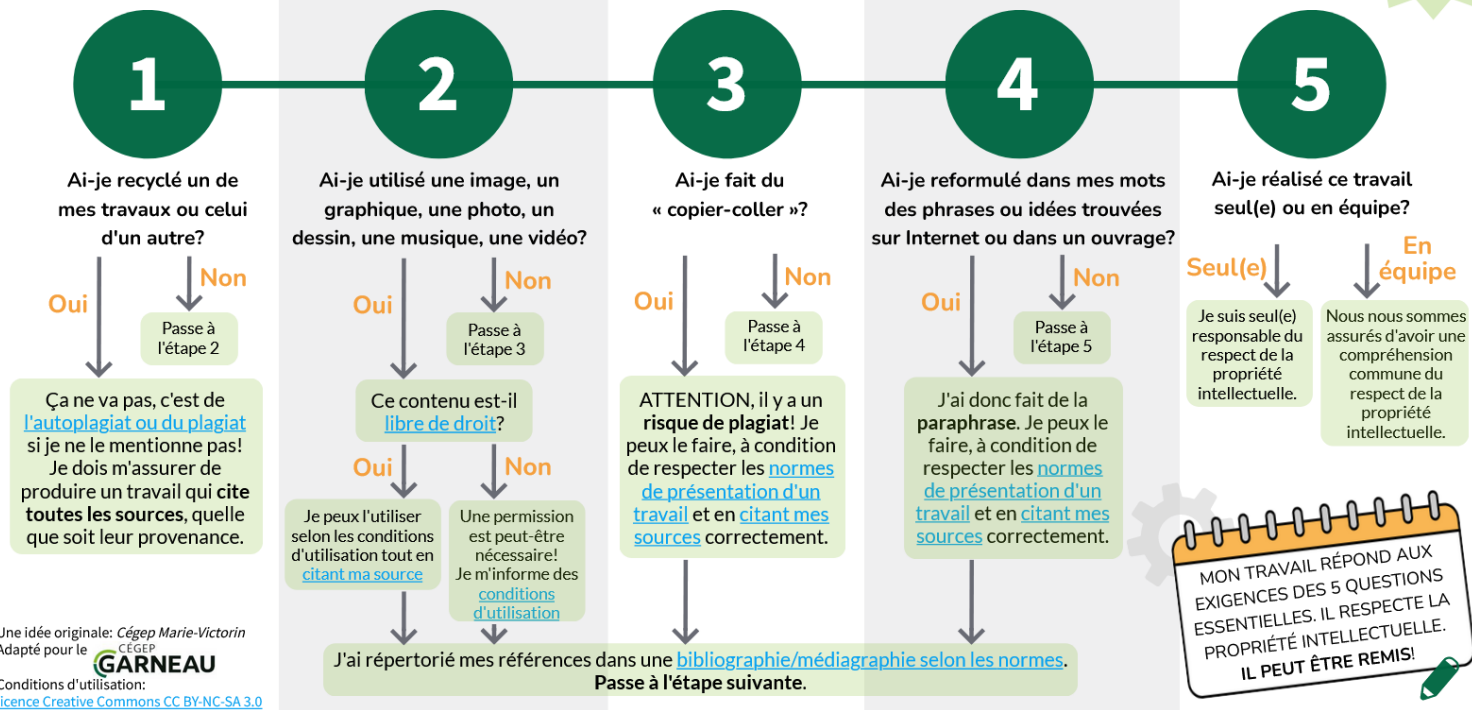 1
Ai-je recyclé un de
mes travaux ou celui
d'un autre?
Oui
Non
Passe à
l'étape 2
Ça ne va pas, c'est de
l'autoplagiat ou du plagiat
si je ne le mentionne pas!
Je dois m'assurer de
produire un travail qui cite
toutes les sources, quelle
que soit leur provenance.
2
Ai-je utilisé une image, un
graphique, une photo, un
dessin, une musique, une vidéo?
Oui
Non
Passe à
l'étape 3
Ce contenu est-il
libre de droit?
Oui
Non
Je peux l'utiliser
selon les conditions
d'utilisation tout en
citant ma source
Une permission
est peut-être
nécessaire!
Je m'informe des
conditions
d'utilisation
3
Ai-je fait du
« copier-coller »?
Oui
Non
Passe à
l'étape 4
ATTENTION, il y a un
risque de plagiat! Je
peux le faire, à condition
de respecter les normes
de présentation d'un
travail et en citant mes
sources correctement.
4
Ai-je reformulé dans mes mots
des phrases ou idées trouvées
sur Internet ou dans un ouvrage?
Oui
Non
Passe à
l'étape 5
J'ai donc fait de la
paraphrase. Je peux le
faire, à condition de
respecter les normes
de présentation d'un
travail et en citant mes
sources correctement.
J'ai répertorié mes références dans une bibliographie/médiagraphie selon les normes.
Passe à l'étape suivante.
5
Ai-je réalisé ce travail
seul(e) ou en équipe?
Seul(e)
En
équipe
Je suis seul(e)
responsable du
respect de la
propriété
intellectuelle.
Nous nous sommes
assurés d'avoir une
compréhension
commune du
respect de la
propriété
intellectuelle.
MON TRAVAIL RÉPOND AUX
EXIGENCES DES 5 QUESTIONS
ESSENTIELLES. IL RESPECTE LA
PROPRIÉTÉ INTELLECTUELLE.
IL PEUT ÊTRE REMIS!
Une idée originale: Cégep Marie-Victorin
Adapté pour le
CÉGEP
GARNEAU
Conditions d'utilisation:
licence Creative Commons CC BY-NC-SA 3.0